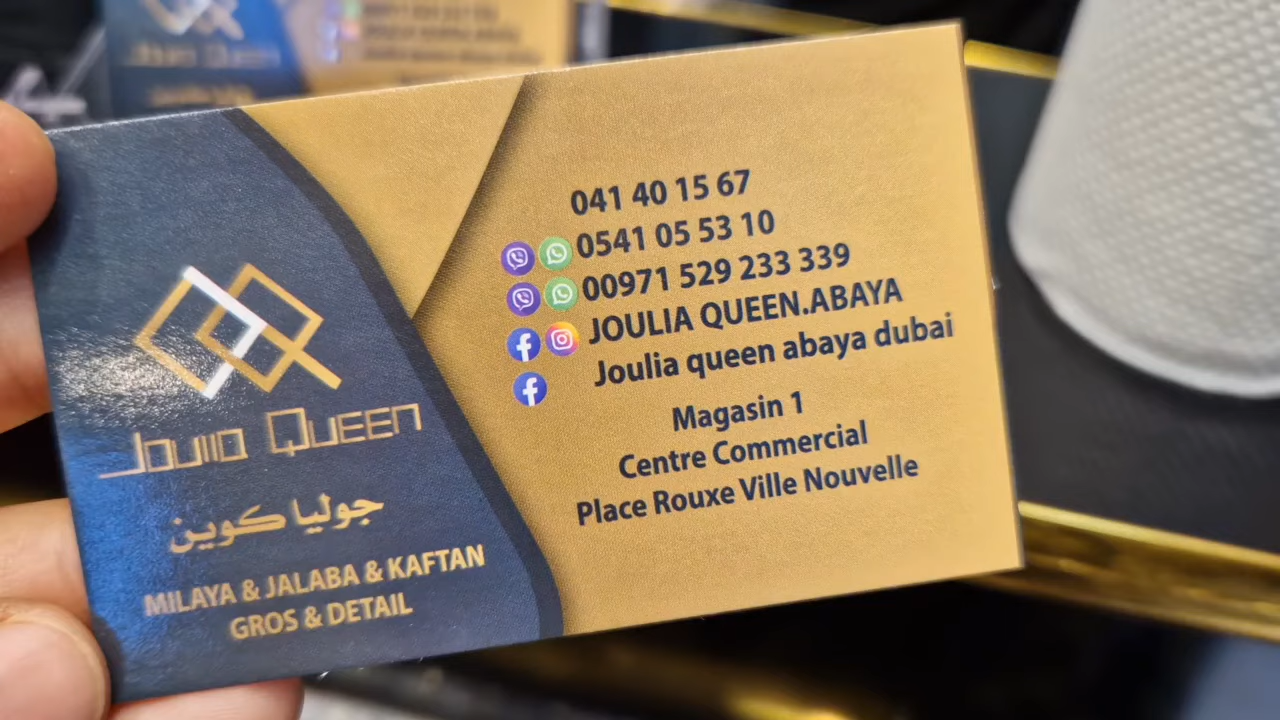 Joulia Queen
جوليا كوين
MILAYA & JALABA & KAFTAN
GROS & DETAIL
041 40 15 67
0541 05 53 10
00971 529 233 339
JOULIA QUEEN.ABAYA
Joulia queen abaya dubai
Magasin 1
Centre Commercial
Place Rouxe Ville Nouvelle